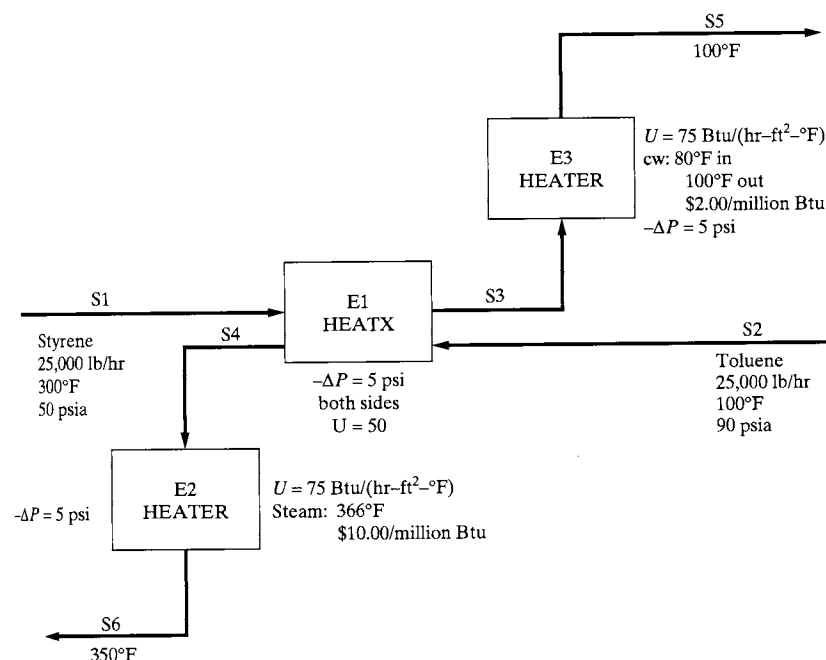 S5
100°F
E3
HEATER
U = 75 Btu/(hr–ft²–°F)
cw: 80°F in
100°F out
$2.00/million Btu
–ΔP = 5 psi
S1
E1
HEATX
S3
S4
S2
Styrene
25,000 lb/hr
300°F
50 psia
–ΔP = 5 psi
both sides
U = 50
Toluene
25,000 lb/hr
100°F
90 psia
E2
HEATER
–ΔP = 5 psi
U = 75 Btu/(hr–ft²–°F)
Steam: 366°F
$10.00/million Btu
S6
350°F